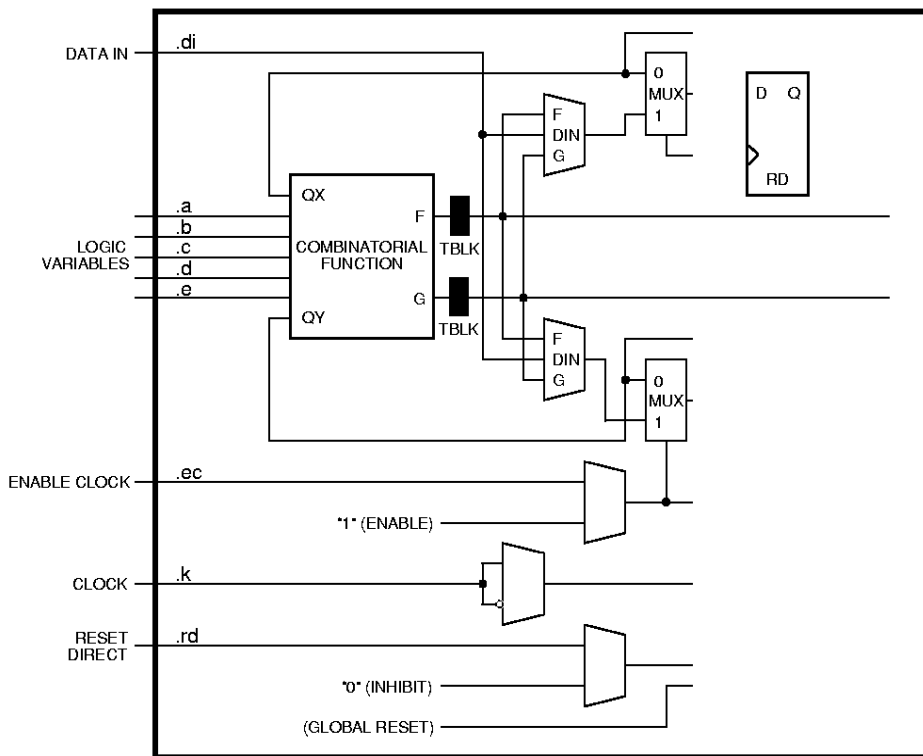 DATA IN
.di
0
MUX
1
D Q
RD
F
DIN
G
QX
.a
.b
.c
.d
.e
LOGIC
VARIABLES
COMBINATORIAL
FUNCTION
F
TBLK
G
TBLK
QY
F
DIN
G
0
MUX
1
ENABLE CLOCK
.ec
"1" (ENABLE)
CLOCK
.k
RESET
DIRECT
.rd
"0" (INHIBIT)
(GLOBAL RESET)